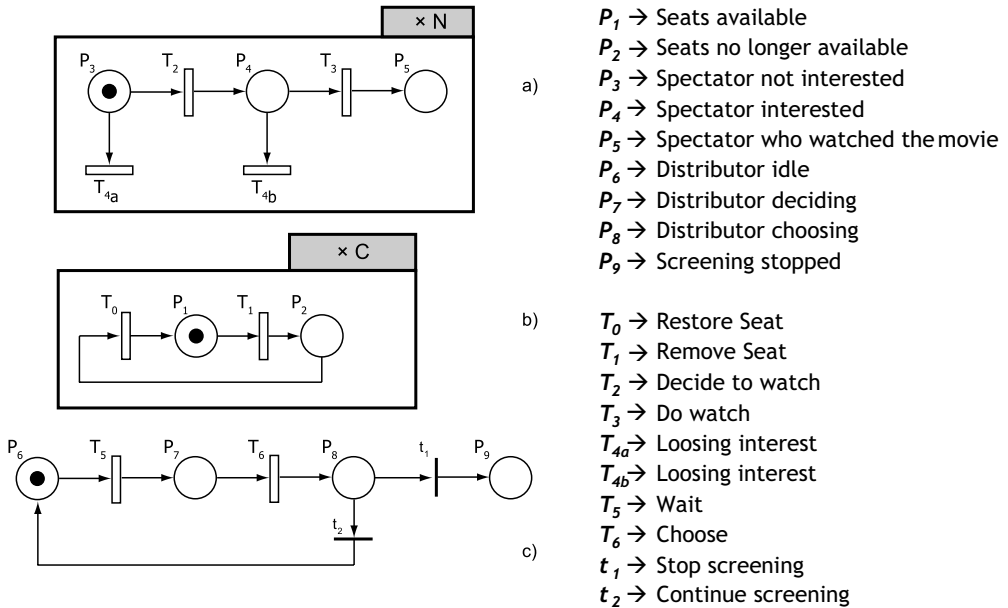 × N
P3 T2 P4 T3 P5
T4a T4b
a)
× C
T0 P1 T1 P2
b)
P6 T5 P7 T6 P8 t1 P9
t2
c)
P1 → Seats available
P2 → Seats no longer available
P3 → Spectator not interested
P4 → Spectator interested
P5 → Spectator who watched the movie
P6 → Distributor idle
P7 → Distributor deciding
P8 → Distributor choosing
P9 → Screening stopped
T0 → Restore Seat
T1 → Remove Seat
T2 → Decide to watch
T3 → Do watch
T4a → Loosing interest
T4b → Loosing interest
T5 → Wait
T6 → Choose
t1 → Stop screening
t2 → Continue screening